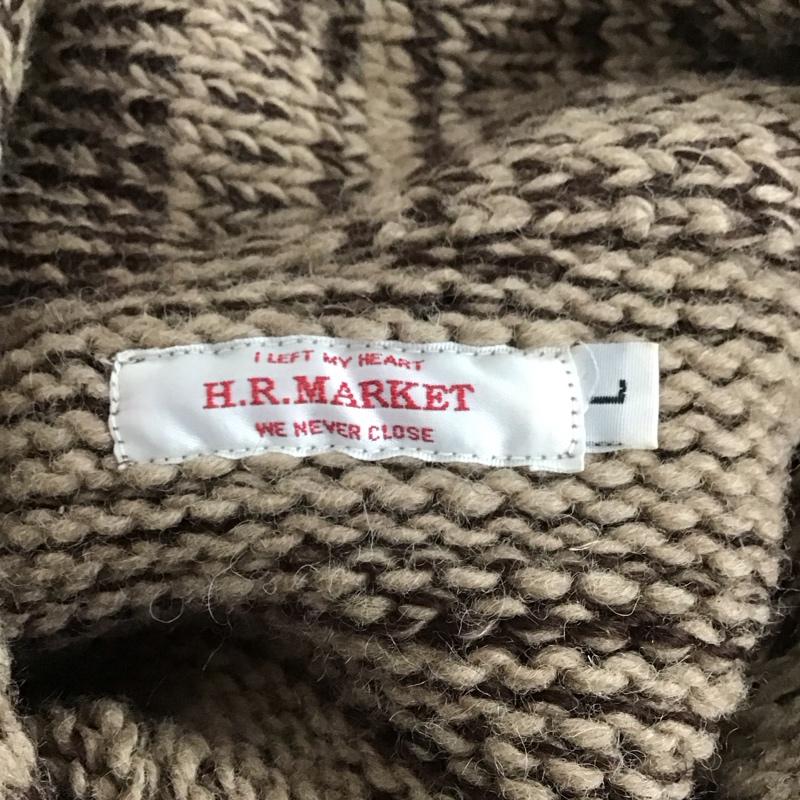 I LEFT MY HEART
H.R.MARKET
WE NEVER CLOSE
L